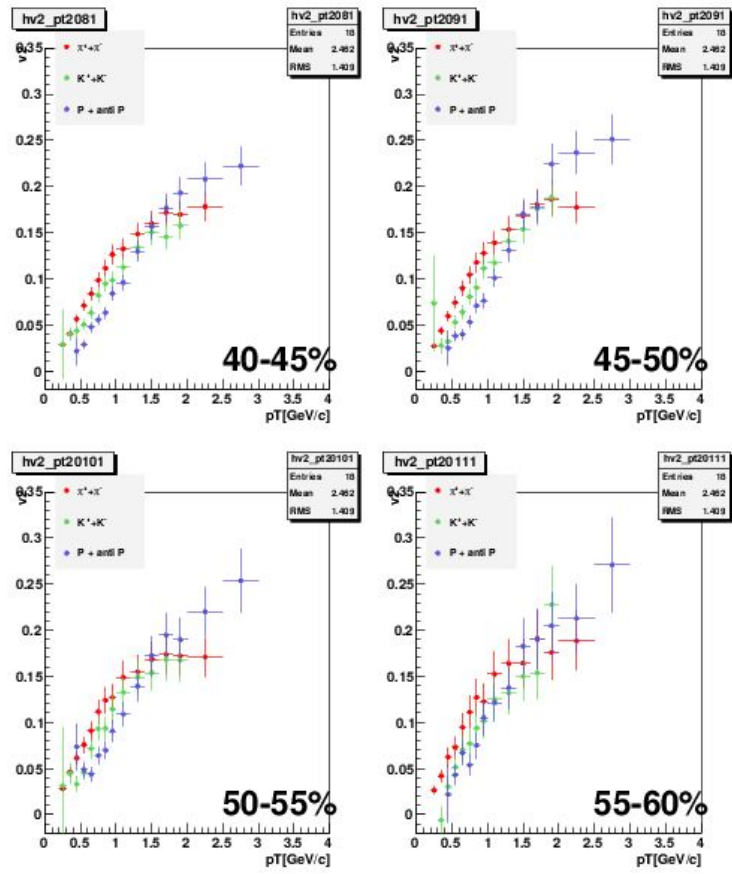 hv2_pt2081
hv2_pt2081
Entries 18
Mean 2.462
RMS 1.409
v2
0.35
0.3
0.25
0.2
0.15
0.1
0.05
0
π⁺+π⁻
K⁺+K⁻
P + anti P
40-45%
0 0.5 1 1.5 2 2.5 3 3.5 4
pT[GeV/c]
hv2_pt2091
hv2_pt2091
Entries 18
Mean 2.462
RMS 1.409
v2
0.35
0.3
0.25
0.2
0.15
0.1
0.05
0
π⁺+π⁻
K⁺+K⁻
P + anti P
45-50%
0 0.5 1 1.5 2 2.5 3 3.5 4
pT[GeV/c]
hv2_pt20101
hv2_pt20101
Entries 18
Mean 2.462
RMS 1.409
v2
0.35
0.3
0.25
0.2
0.15
0.1
0.05
0
π⁺+π⁻
K⁺+K⁻
P + anti P
50-55%
0 0.5 1 1.5 2 2.5 3 3.5 4
pT[GeV/c]
hv2_pt20111
hv2_pt20111
Entries 18
Mean 2.462
RMS 1.409
v2
0.35
0.3
0.25
0.2
0.15
0.1
0.05
0
π⁺+π⁻
K⁺+K⁻
P + anti P
55-60%
0 0.5 1 1.5 2 2.5 3 3.5 4
pT[GeV/c]